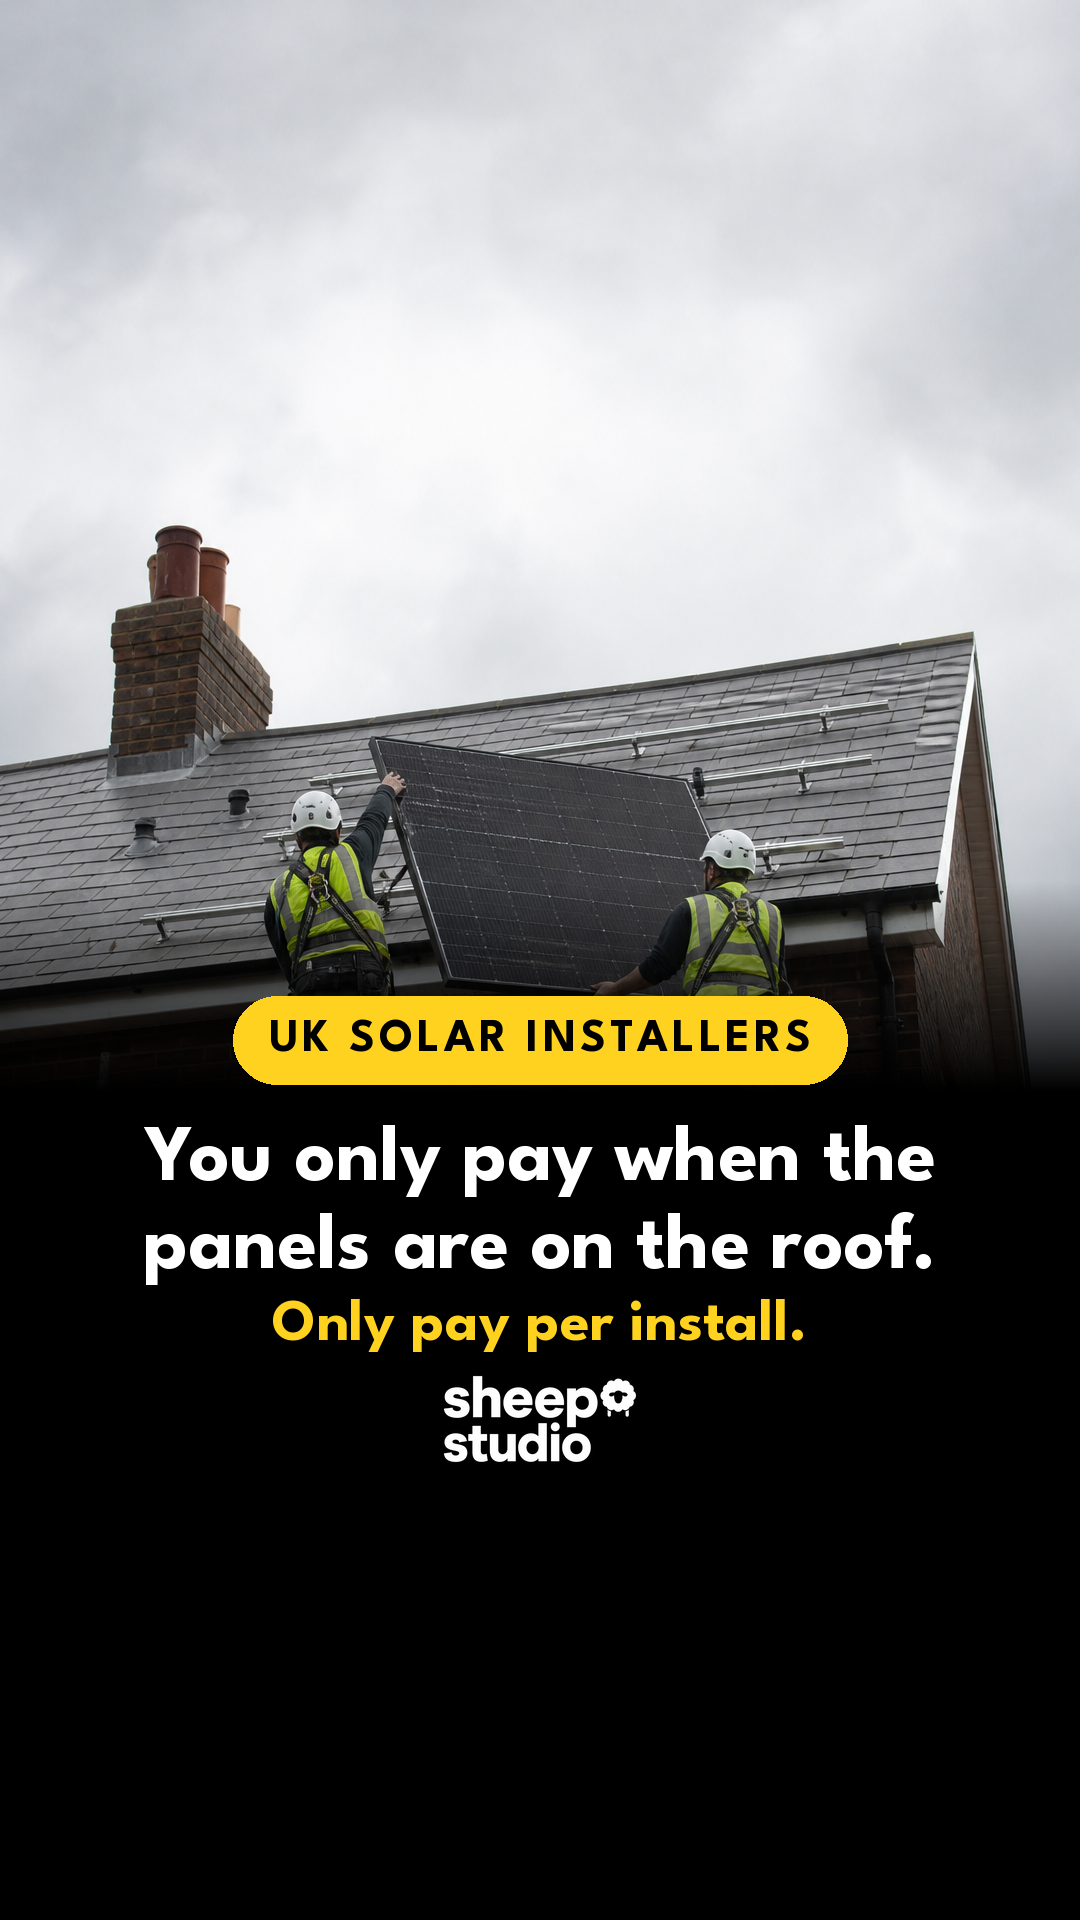 UK SOLAR INSTALLERS
You only pay when the
panels are on the roof.
Only pay per install.
sheep
studio